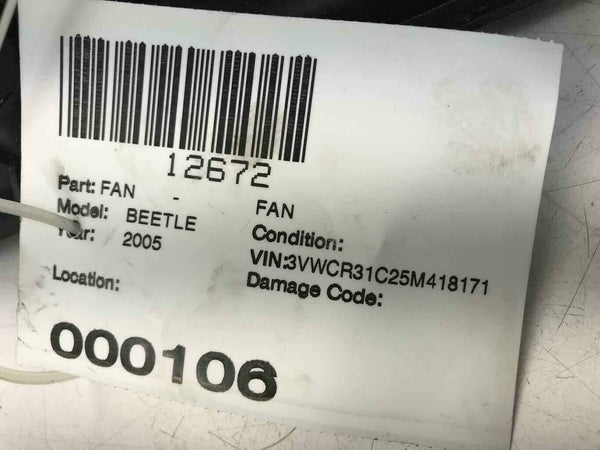 12672
Part: FAN - FAN
Model: BEETLE Condition:
Year: 2005 VIN:3VWCR31C25M418171
Location: Damage Code:
000106